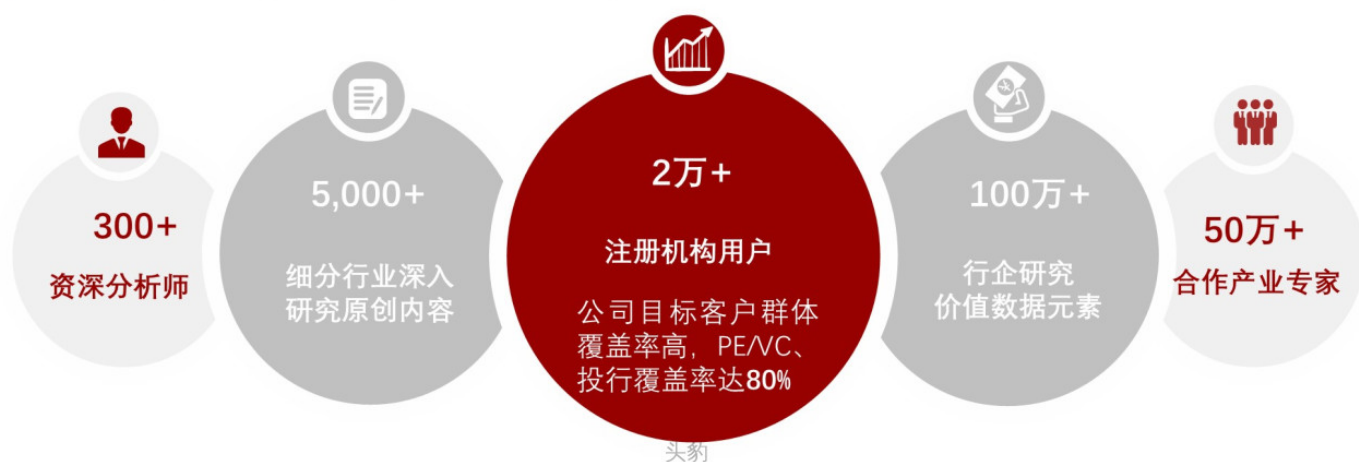 300+
资深分析师
5,000+
细分行业深入
研究原创内容
2万+
注册机构用户
公司目标客户群体
覆盖率高，PE/VC、
投行覆盖率达80%
100万+
行企研究
价值数据元素
50万+
合作产业专家
头豹